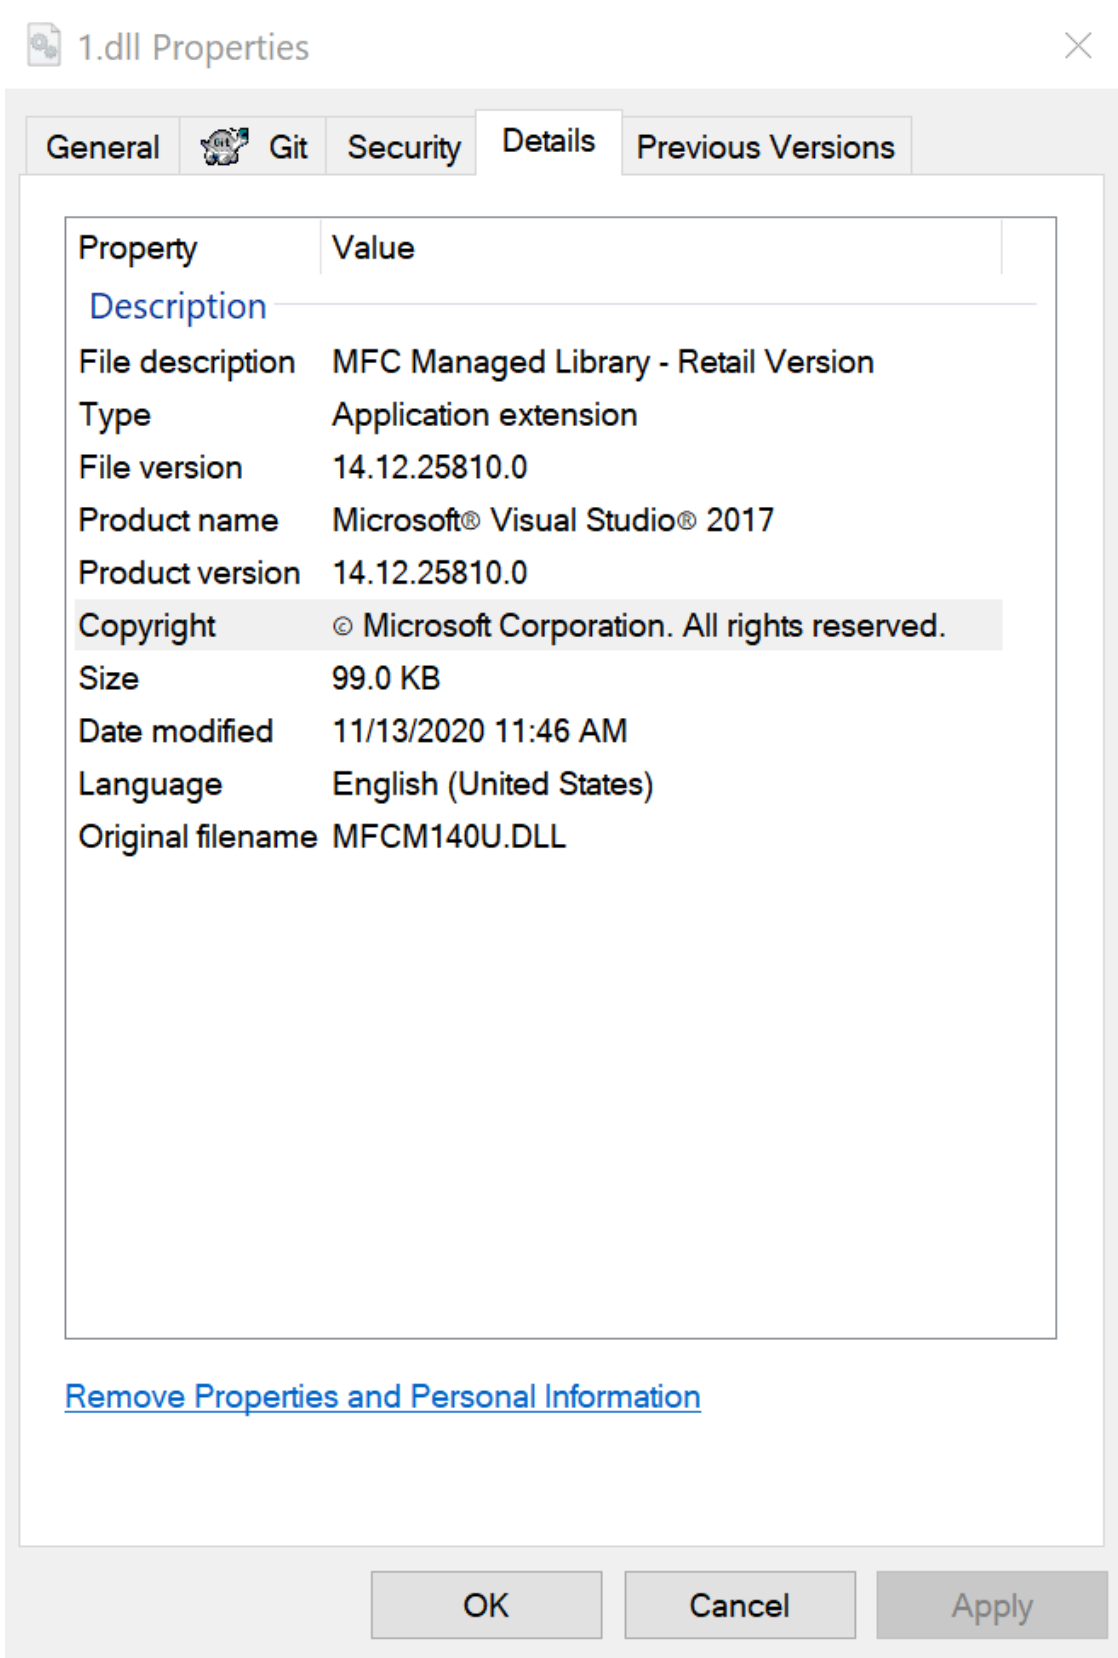 1.dll Properties
General Git Security Details Previous Versions
Property Value
Description
File description MFC Managed Library - Retail Version
Type Application extension
File version 14.12.25810.0
Product name Microsoft® Visual Studio® 2017
Product version 14.12.25810.0
Copyright © Microsoft Corporation. All rights reserved.
Size 99.0 KB
Date modified 11/13/2020 11:46 AM
Language English (United States)
Original filename MFCM140U.DLL
Remove Properties and Personal Information
OK Cancel Apply